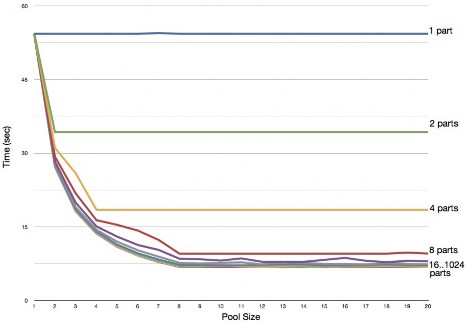 60
1 part
45
2 parts
Time (sec)
30
4 parts
15
8 parts
16..1024
parts
0
1 2 3 4 5 6 7 8 9 10 11 12 13 14 15 16 17 18 19 20
Pool Size